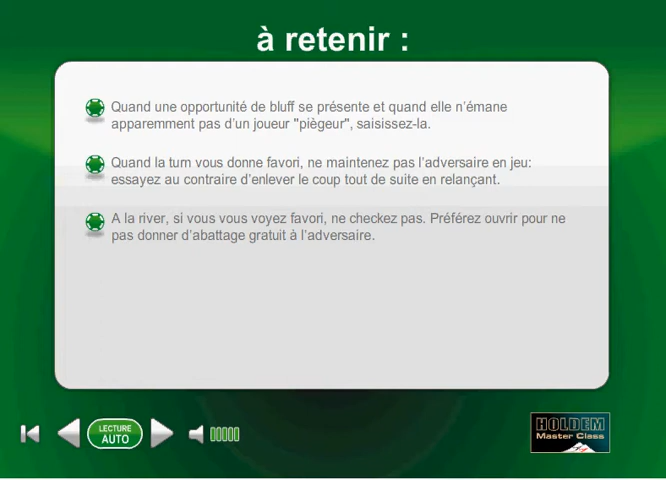 à retenir :
Quand une opportunité de bluff se présente et quand elle n'émane
apparemment pas d'un joueur "piègeur", saisissez-la.
Quand la turn vous donne favori, ne maintenez pas l'adversaire en jeu:
essayez au contraire d'enlever le coup tout de suite en relançant.
A la river, si vous vous voyez favori, ne checkez pas. Préférez ouvrir pour ne
pas donner d'abattage gratuit à l'adversaire.
LECTURE
AUTO
HOLDEM
Master Class